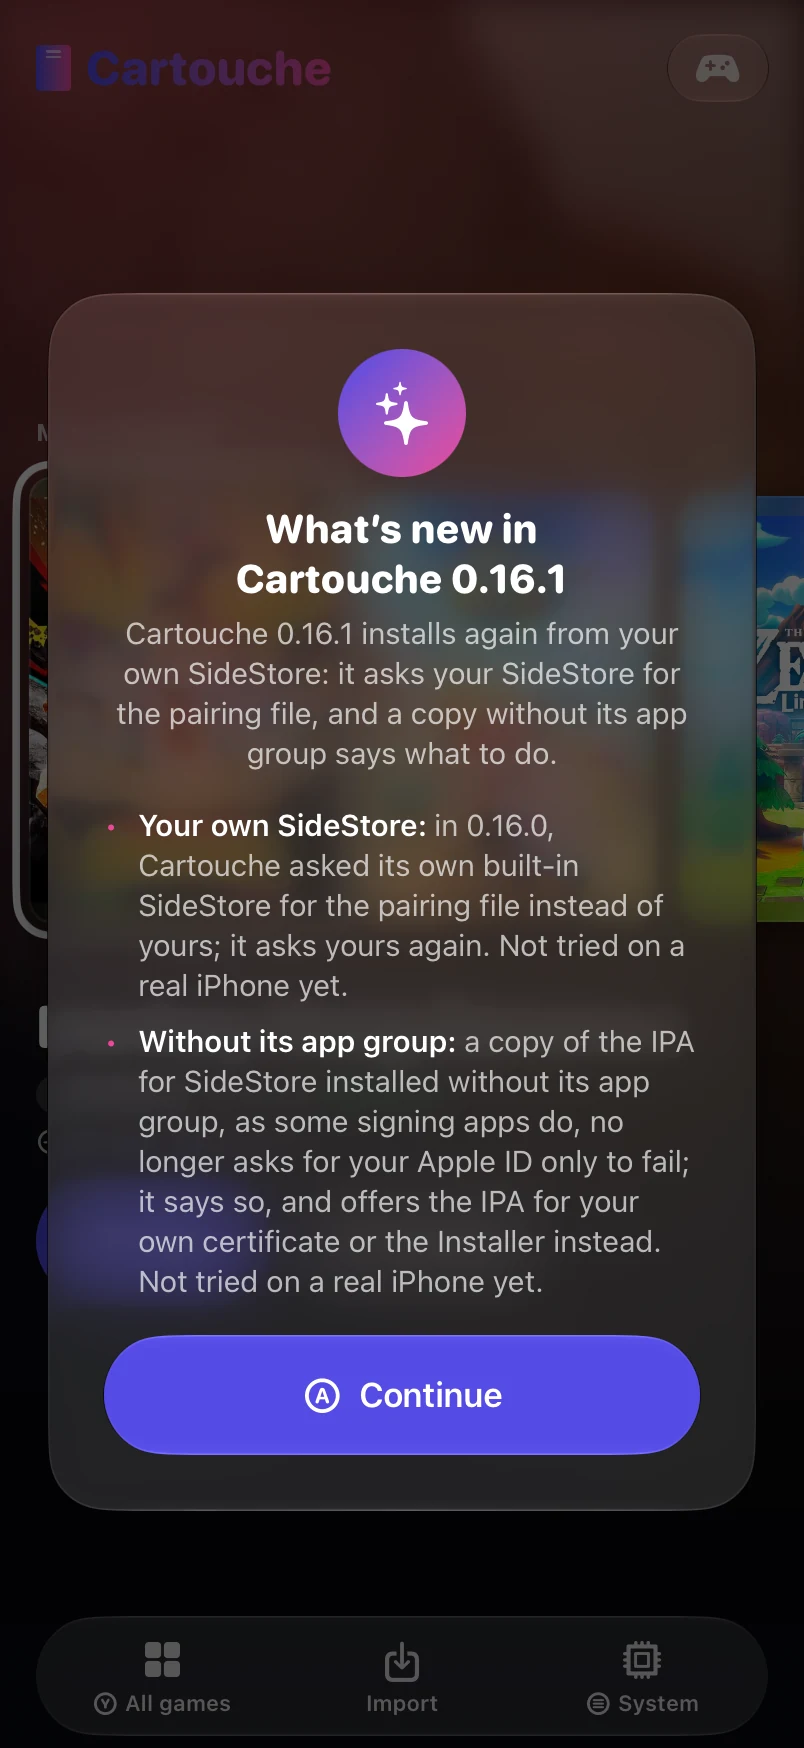 Cartouche
What's new in
Cartouche 0.16.1
Cartouche 0.16.1 installs again from your
own SideStore: it asks your SideStore for
the pairing file, and a copy without its app
group says what to do.
• Your own SideStore: in 0.16.0,
Cartouche asked its own built-in
SideStore for the pairing file instead of
yours; it asks yours again. Not tried on a
real iPhone yet.
• Without its app group: a copy of the IPA
for SideStore installed without its app
group, as some signing apps do, no
longer asks for your Apple ID only to fail;
it says so, and offers the IPA for your
own certificate or the Installer instead.
Not tried on a real iPhone yet.
A Continue
Y All games
Import
System